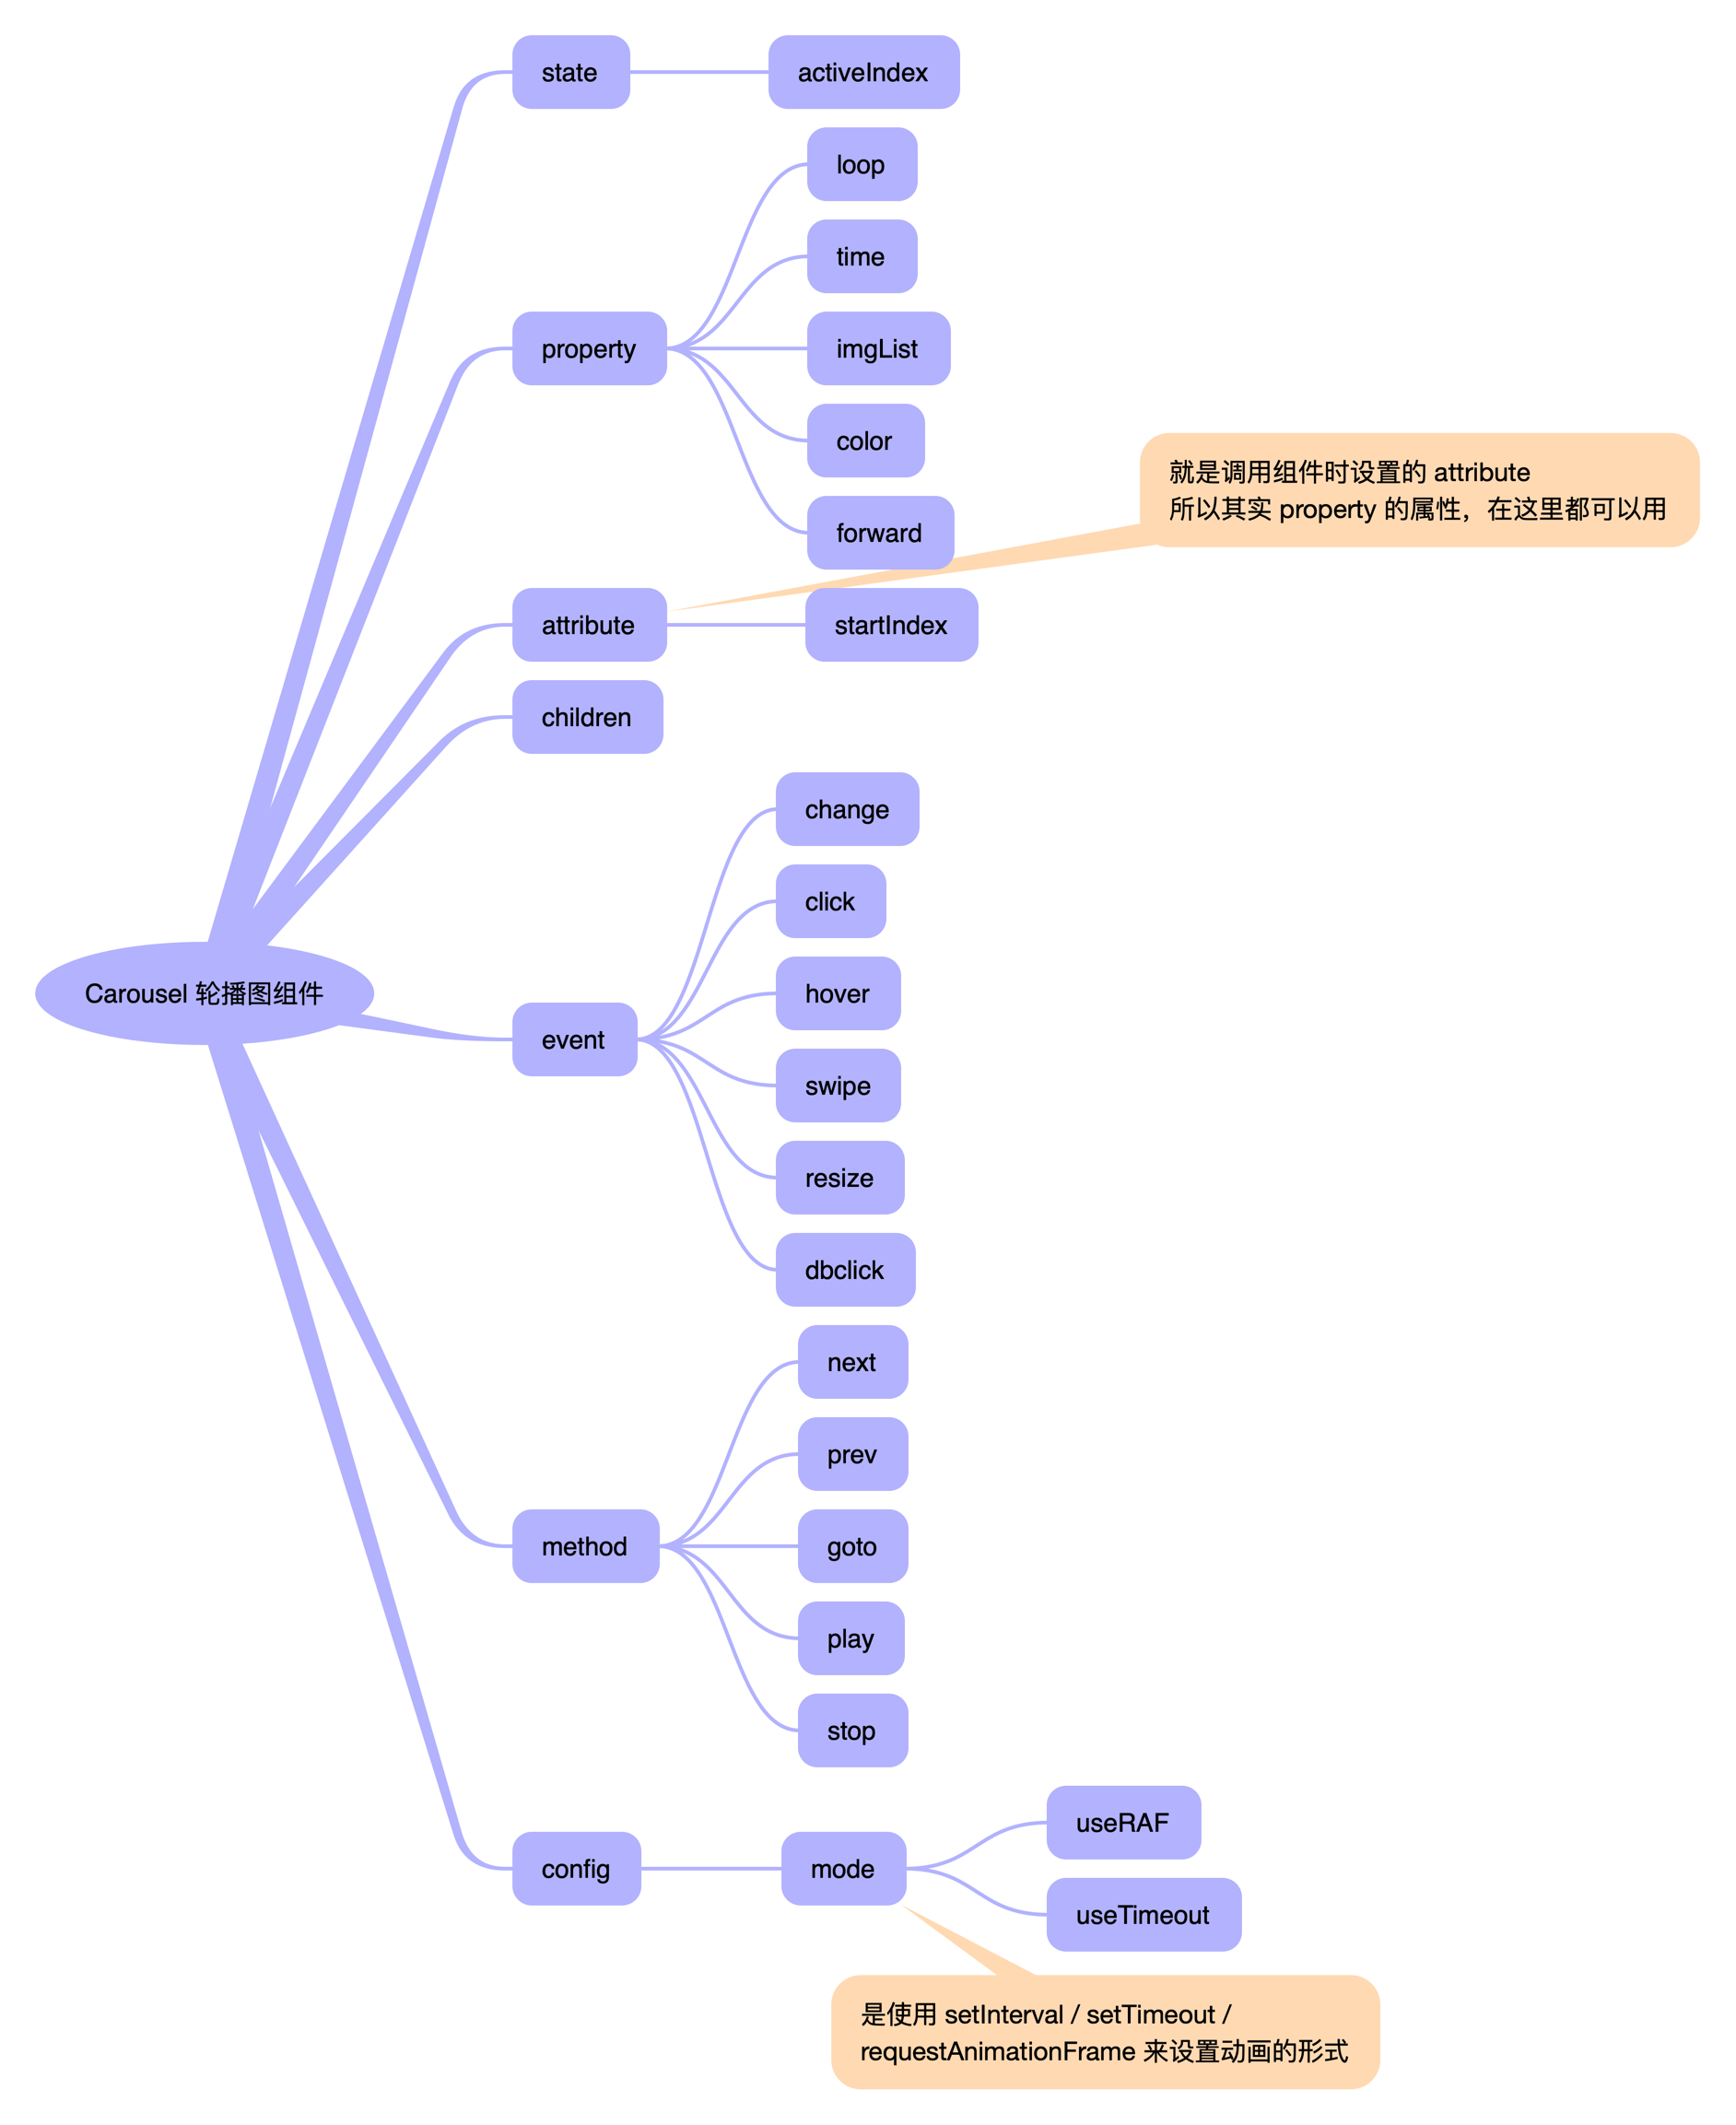 state
activeIndex
loop
time
property
imgList
color
forward
就是调用组件时设置的 attribute
所以其实 property 的属性，在这里都可以用
attribute
startIndex
children
change
click
hover
Carousel 轮播图组件
event
swipe
resize
dbclick
next
prev
method
goto
play
stop
config
mode
useRAF
useTimeout
是使用 setInterval / setTimeout /
requestAnimationFrame 来设置动画的形式